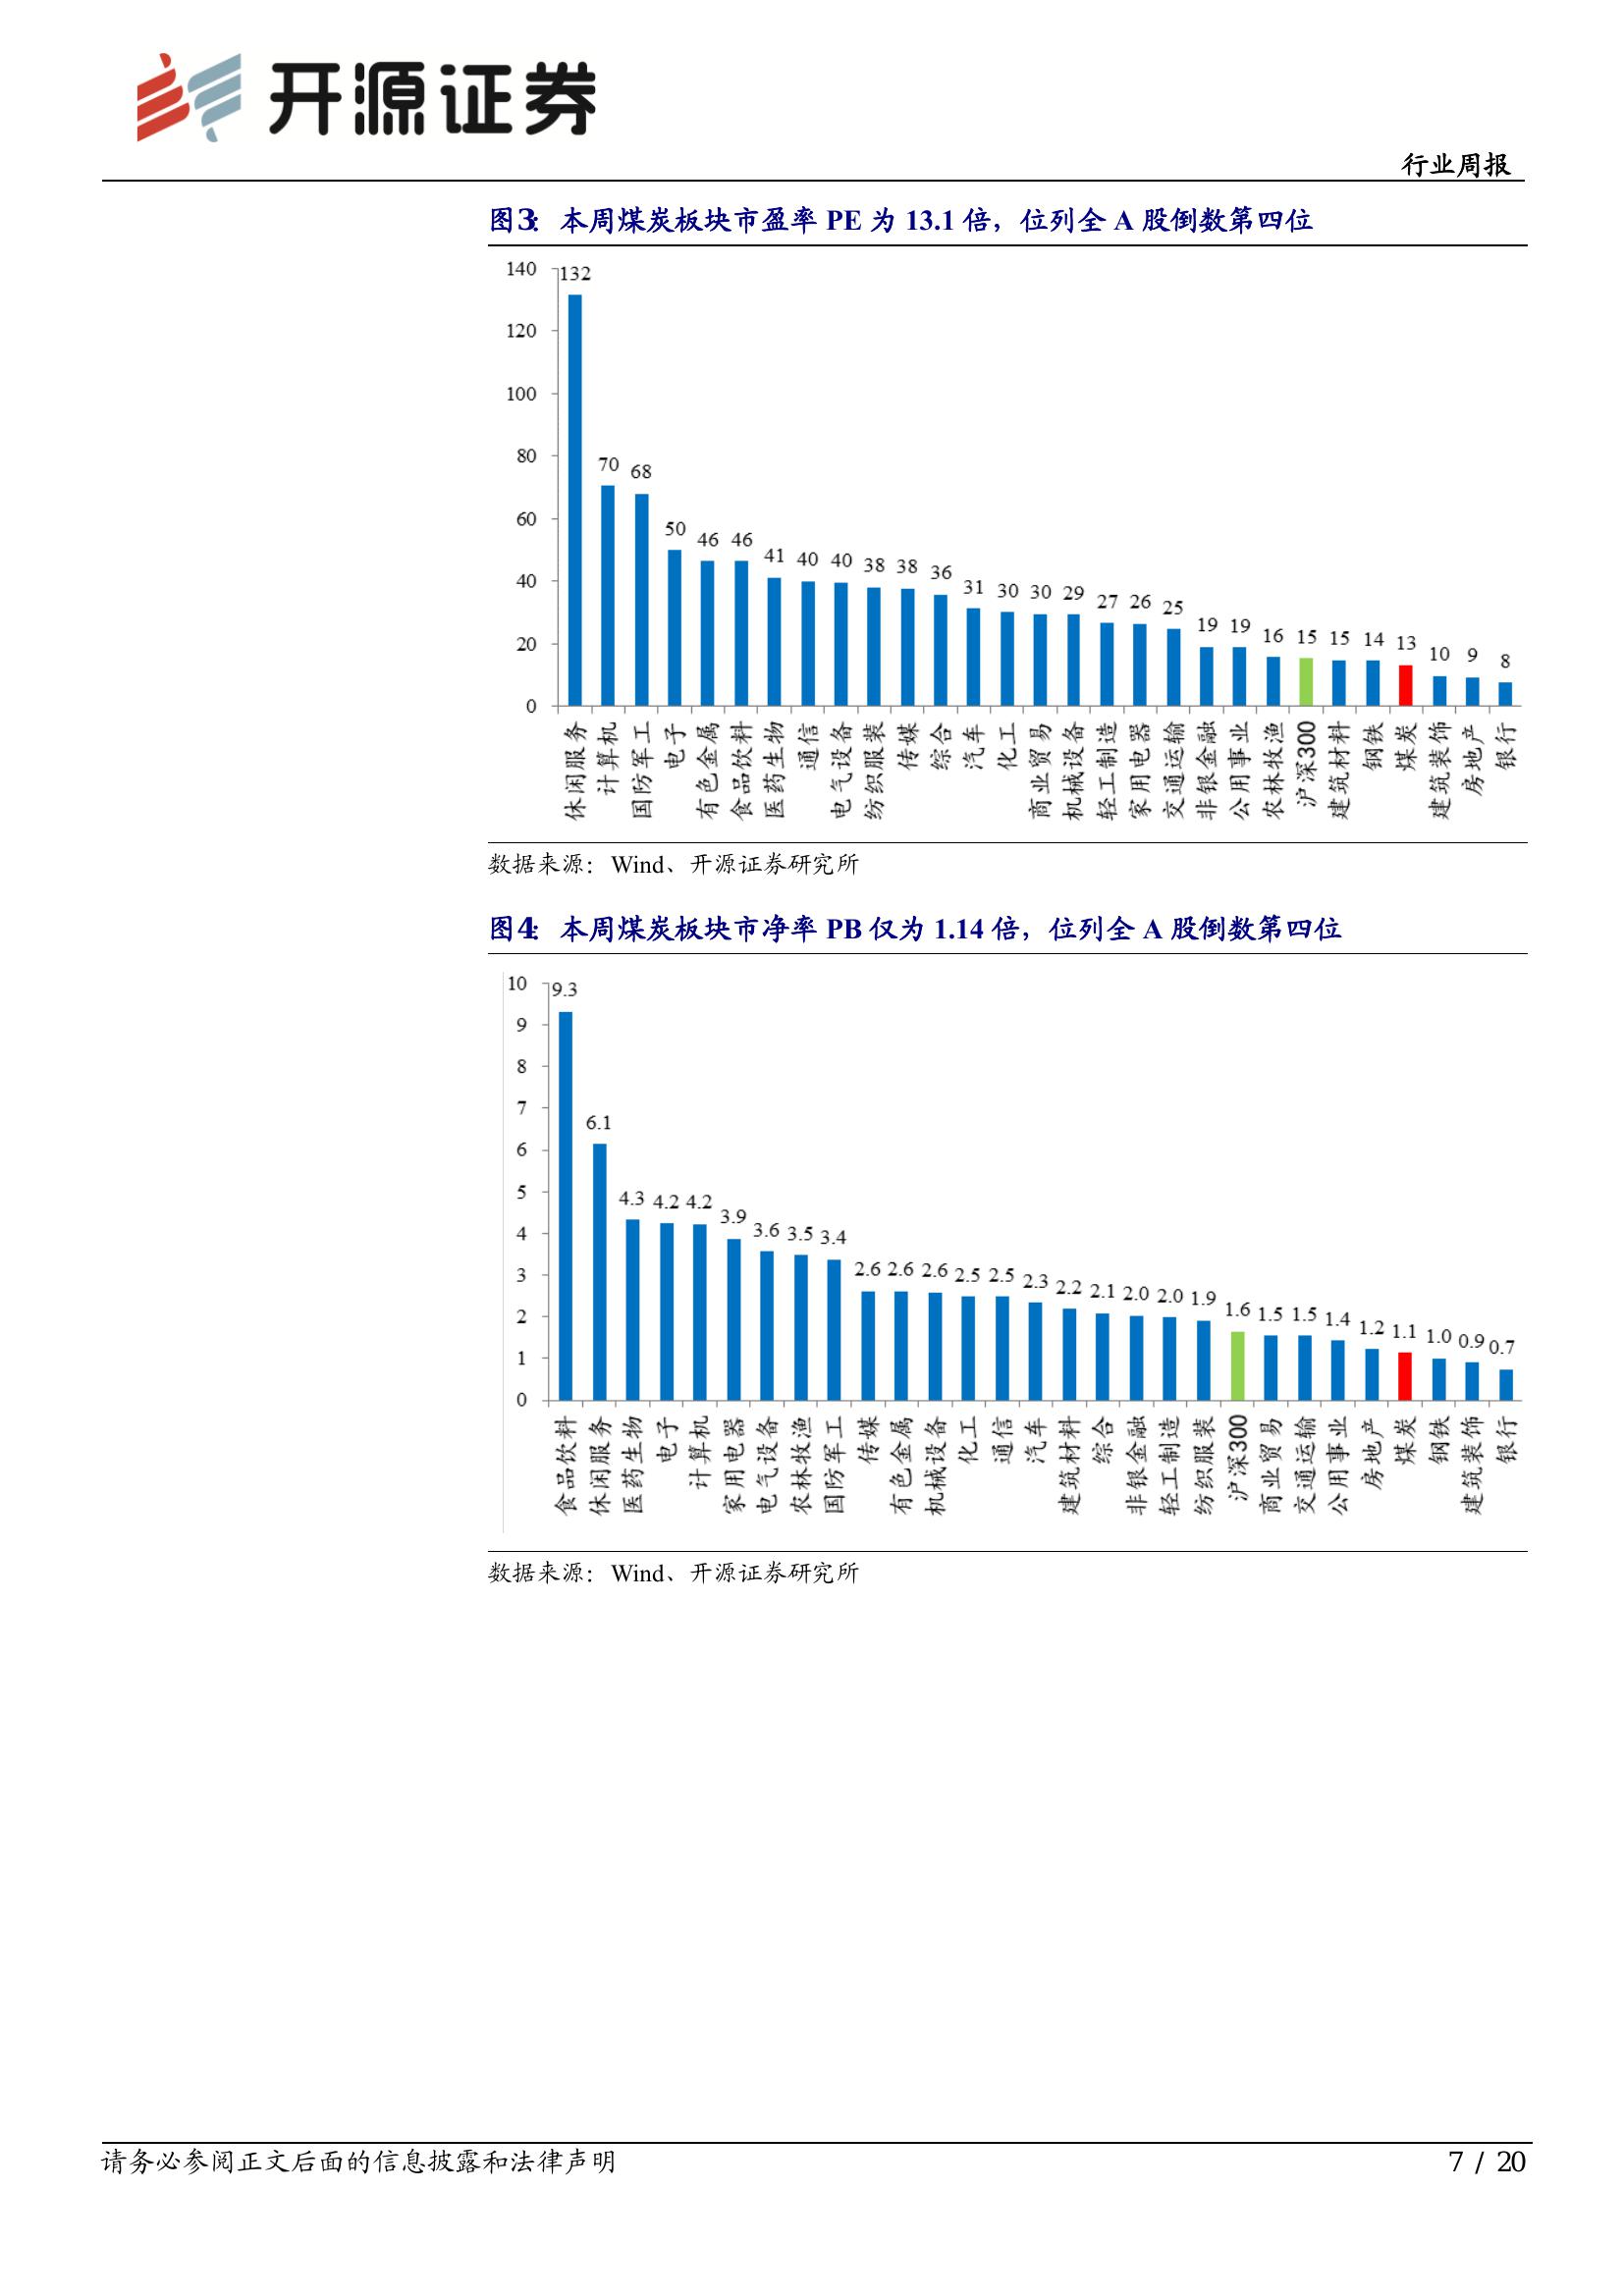 开源证券
行业周报
图3： 本周煤炭板块市盈率 PE 为 13.1 倍，位列全 A 股倒数第四位
140
120
100
80
60
40
20
0
132 70 68 50 46 46 41 40 40 38 38 36 31 30 30 29 27 26 25 19 19 16 15 15 14 13 10 9 8
休闲服务 计算机 国防军工 电子 有色金属 食品饮料 医药生物 通信 电气设备 纺织服装 传媒 综合 汽车 化工 商业贸易 机械设备 轻工制造 家用电器 交通运输 非银金融 公用事业 农林牧渔 沪深300 建筑材料 钢铁 煤炭 建筑装饰 房地产 银行
数据来源：Wind、开源证券研究所
图4： 本周煤炭板块市净率 PB 仅为 1.14 倍，位列全 A 股倒数第四位
10
9
8
7
6
5
4
3
2
1
0
9.3 6.1 4.3 4.2 4.2 3.9 3.6 3.5 3.4 2.6 2.6 2.6 2.5 2.5 2.3 2.2 2.1 2.0 2.0 1.9 1.6 1.5 1.5 1.4 1.2 1.1 1.0 0.9 0.7
食品饮料 休闲服务 医药生物 电子 计算机 家用电器 电气设备 农林牧渔 国防军工 传媒 有色金属 机械设备 化工 通信 汽车 建筑材料 综合 非银金融 轻工制造 纺织服装 沪深300 商业贸易 交通运输 公用事业 房地产 煤炭 钢铁 建筑装饰 银行
数据来源：Wind、开源证券研究所
请务必参阅正文后面的信息披露和法律声明
7 / 20